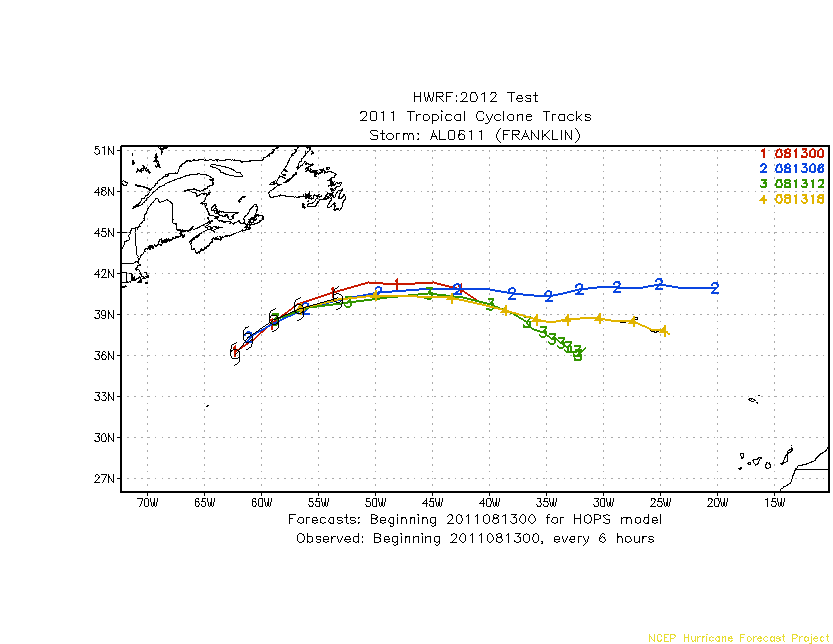 HWRF:2012 Test
2011 Tropical Cyclone Tracks
Storm: AL0611 (FRANKLIN)
51N
1 081300
2 081306
3 081312
4 081318
48N
45N
42N
39N
36N
33N
30N
27N
70W 65W 60W 55W 50W 45W 40W 35W 30W 25W 20W 15W
Forecasts: Beginning 2011081300 for HOPS model
Observed: Beginning 2011081300, every 6 hours
NCEP Hurricane Forecast Project